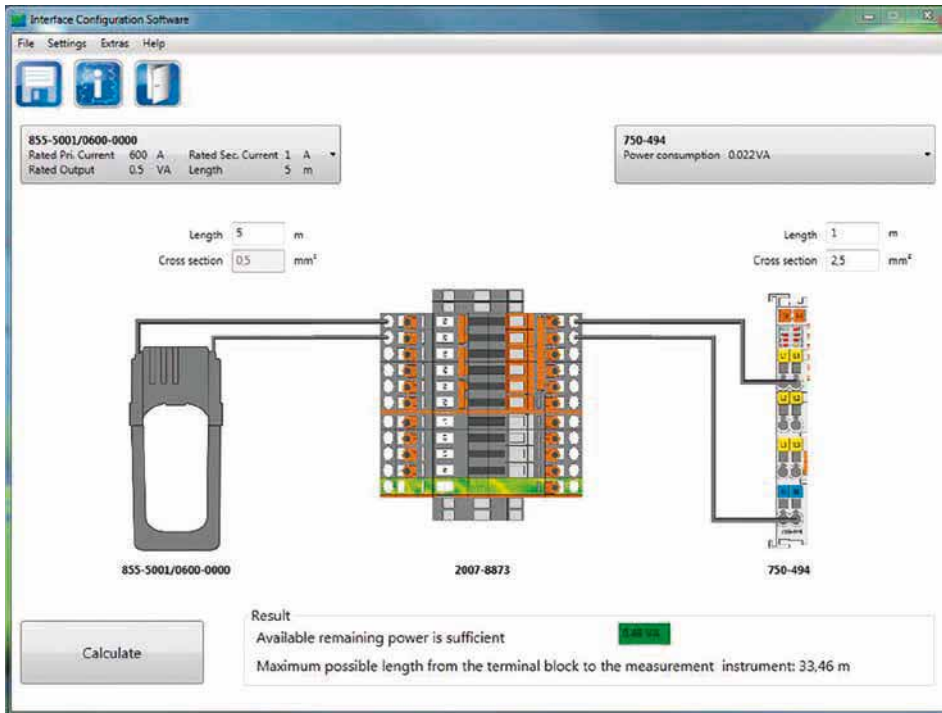 Interface Configuration Software
File Settings Extras Help
855-5001/0600-0000
Rated Pri. Current 600 A Rated Sec. Current 1 A
Rated Output 0.5 VA Length 5 m
750-494
Power consumption 0.022VA
Length 5 m
Cross section 0,5 mm²
Length 1 m
Cross section 2,5 mm²
855-5001/0600-0000
2007-8873
750-494
Calculate
Result
Available remaining power is sufficient
Maximum possible length from the terminal block to the measurement instrument: 33,46 m